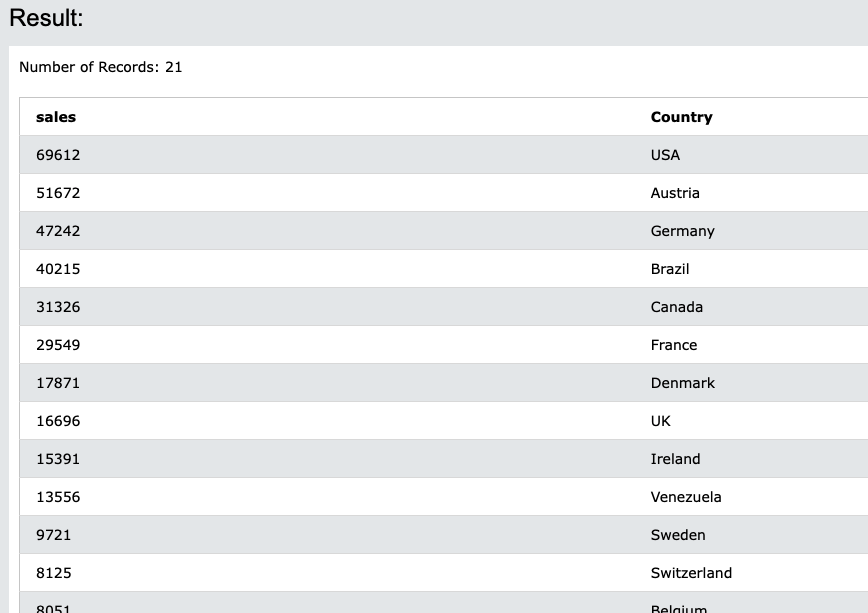 Result:
Number of Records: 21
sales Country
69612 USA
51672 Austria
47242 Germany
40215 Brazil
31326 Canada
29549 France
17871 Denmark
16696 UK
15391 Ireland
13556 Venezuela
9721 Sweden
8125 Switzerland
8051 Belgium